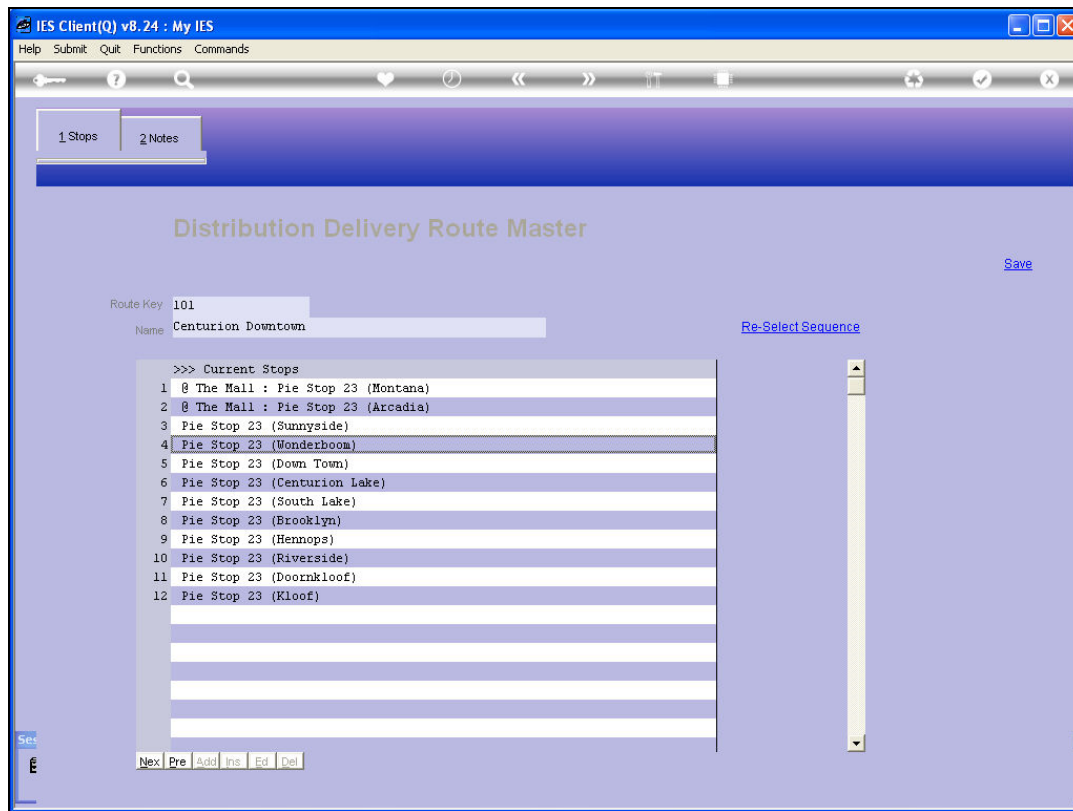 IES Client(Q) v8.24 : My IES
Help Submit Quit Functions Commands
1 Stops
2 Notes
Distribution Delivery Route Master
Save
Route Key 101
Name Centurion Downtown
Re-Select Sequence
>>> Current Stops
1 @ The Mall : Pie Stop 23 (Montana)
2 @ The Mall : Pie Stop 23 (Arcadia)
3 Pie Stop 23 (Sunnyside)
4 Pie Stop 23 (Wonderboom)
5 Pie Stop 23 (Down Town)
6 Pie Stop 23 (Centurion Lake)
7 Pie Stop 23 (South Lake)
8 Pie Stop 23 (Brooklyn)
9 Pie Stop 23 (Hennops)
10 Pie Stop 23 (Riverside)
11 Pie Stop 23 (Doornkloof)
12 Pie Stop 23 (Kloof)
Ses
Nex Pre Add Ins Ed Del